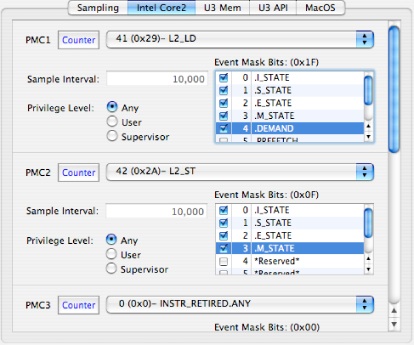 Sampling Intel Core2 U3 Mem U3 API MacOS
PMC1 Counter 41 (0x29)– L2_LD
Event Mask Bits: (0x1F)
Sample Interval: 10,000
0 .I_STATE
1 .S_STATE
2 .E_STATE
3 .M_STATE
4 .DEMAND
5 .PREFETCH
Privilege Level: Any
User
Supervisor
PMC2 Counter 42 (0x2A)– L2_ST
Event Mask Bits: (0x0F)
Sample Interval: 10,000
0 .I_STATE
1 .S_STATE
2 .E_STATE
3 .M_STATE
4 *Reserved*
5 *Reserved*
Privilege Level: Any
User
Supervisor
PMC3 Counter 0 (0x0)– INSTR_RETIRED.ANY
Event Mask Bits: (0x00)